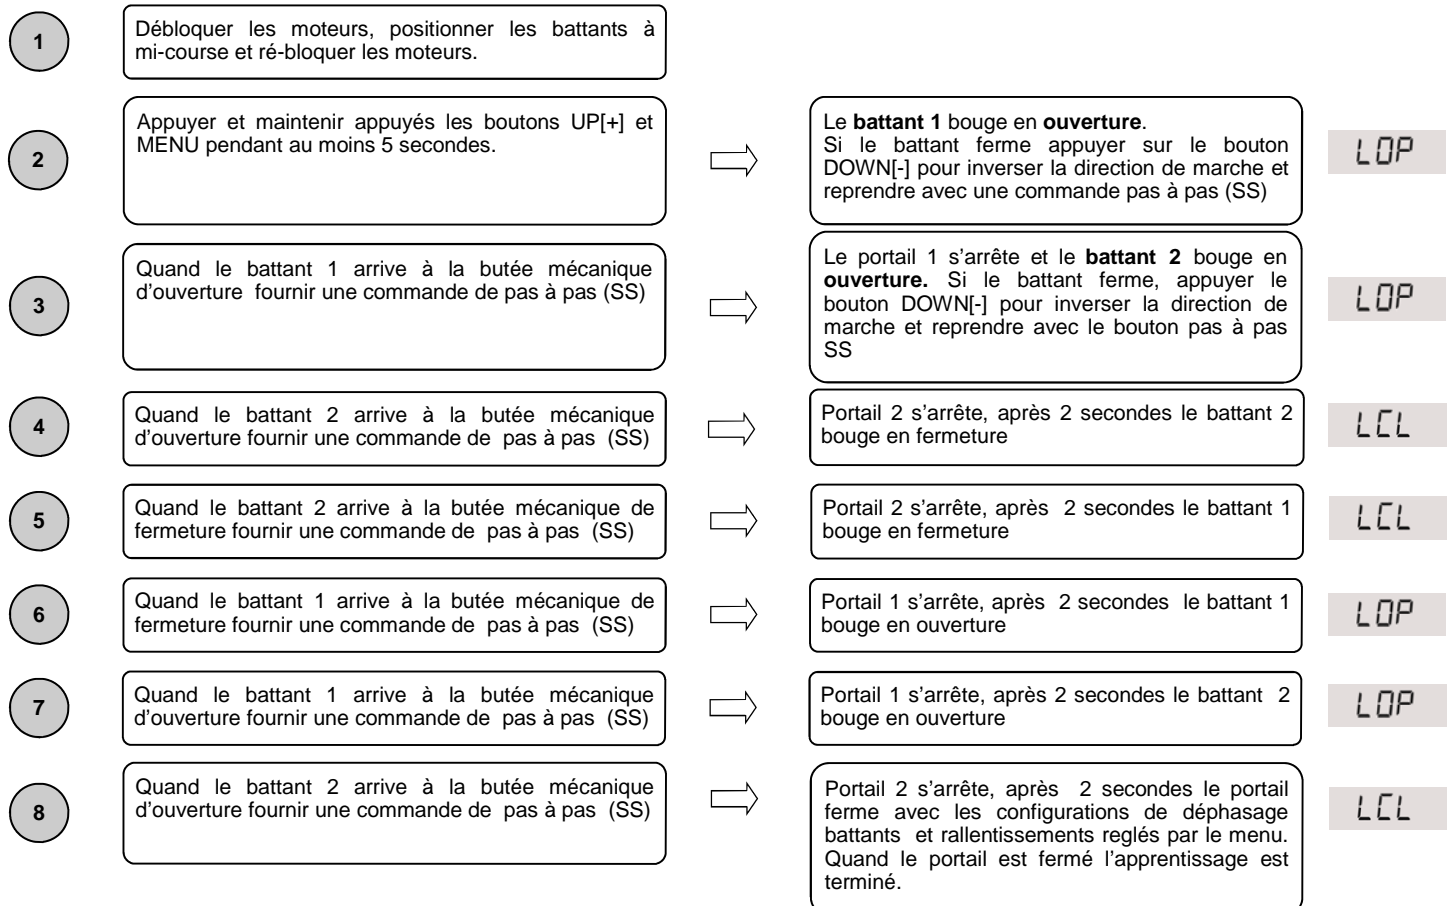 1
Débloquer les moteurs, positionner les battants à
mi-course et ré-bloquer les moteurs.
2
Appuyer et maintenir appuyés les boutons UP[+] et
MENU pendant au moins 5 secondes.
Le battant 1 bouge en ouverture.
Si le battant ferme appuyer sur le bouton
DOWN[-] pour inverser la direction de marche et
reprendre avec une commande pas à pas (SS)
LOP
3
Quand le battant 1 arrive à la butée mécanique
d'ouverture fournir une commande de pas à pas (SS)
Le portail 1 s'arrête et le battant 2 bouge en
ouverture. Si le battant ferme, appuyer le
bouton DOWN[-] pour inverser la direction de
marche et reprendre avec le bouton pas à pas
SS
LOP
4
Quand le battant 2 arrive à la butée mécanique
d'ouverture fournir une commande de pas à pas (SS)
Portail 2 s'arrête, après 2 secondes le battant 2
bouge en fermeture
LCL
5
Quand le battant 2 arrive à la butée mécanique de
fermeture fournir une commande de pas à pas (SS)
Portail 2 s'arrête, après 2 secondes le battant 1
bouge en fermeture
LCL
6
Quand le battant 1 arrive à la butée mécanique de
fermeture fournir une commande de pas à pas (SS)
Portail 1 s'arrête, après 2 secondes le battant 1
bouge en ouverture
LOP
7
Quand le battant 1 arrive à la butée mécanique
d'ouverture fournir une commande de pas à pas (SS)
Portail 1 s'arrête, après 2 secondes le battant 2
bouge en ouverture
LOP
8
Quand le battant 2 arrive à la butée mécanique
d'ouverture fournir une commande de pas à pas (SS)
Portail 2 s'arrête, après 2 secondes le portail
ferme avec les configurations de déphasage
battants et rallentissements reglés par le menu.
Quand le portail est fermé l'apprentissage est
terminé.
LCL